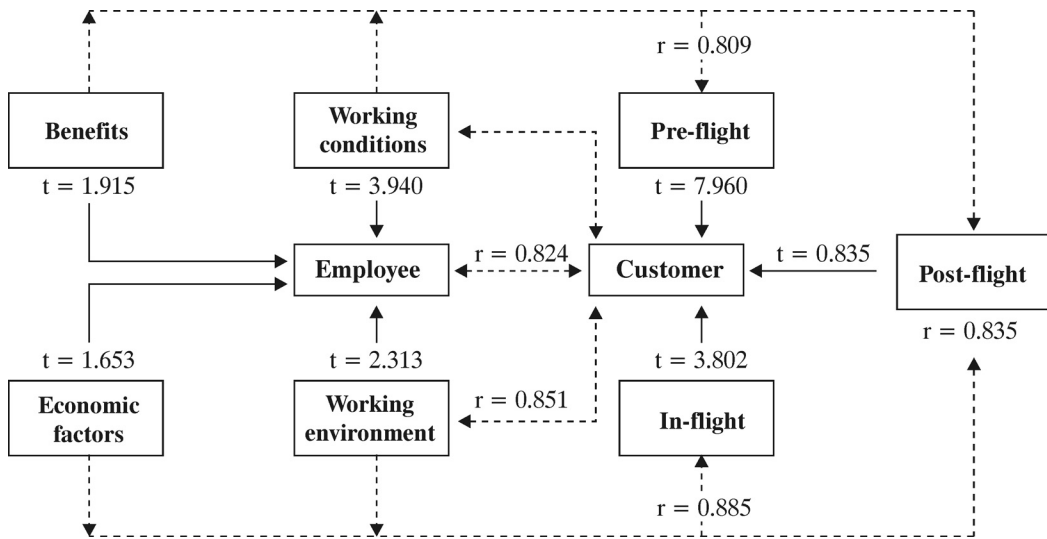 r = 0.809
Benefits
Working
conditions
Pre-flight
t = 1.915
t = 3.940
t = 7.960
Employee
r = 0.824
Customer
t = 0.835
Post-flight
r = 0.835
t = 1.653
t = 2.313
t = 3.802
Economic
factors
Working
environment
r = 0.851
In-flight
r = 0.885